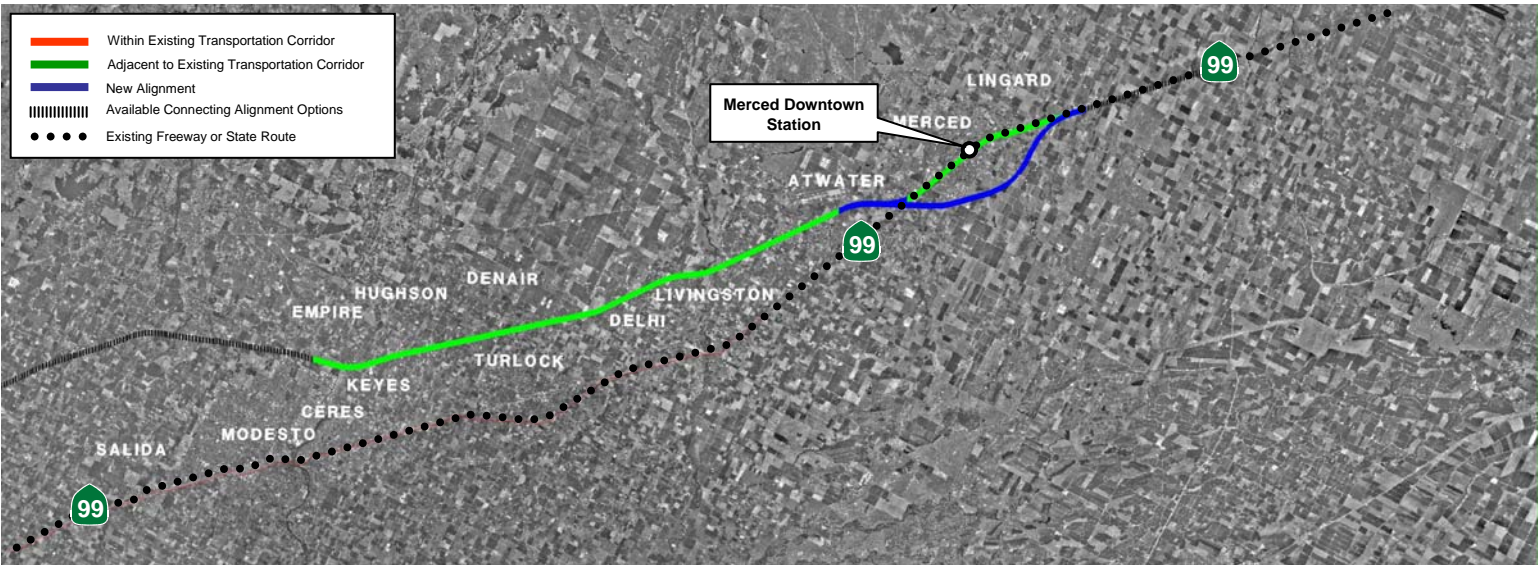 Within Existing Transportation Corridor
Adjacent to Existing Transportation Corridor
New Alignment
Available Connecting Alignment Options
Existing Freeway or State Route
99
LINGARD
Merced Downtown
Station
MERCED
ATWATER
99
DENAIR
HUGHSON
LIVINGSTON
EMPIRE
DELHI
TURLOCK
KEYES
CERES
MODESTO
SALIDA
99